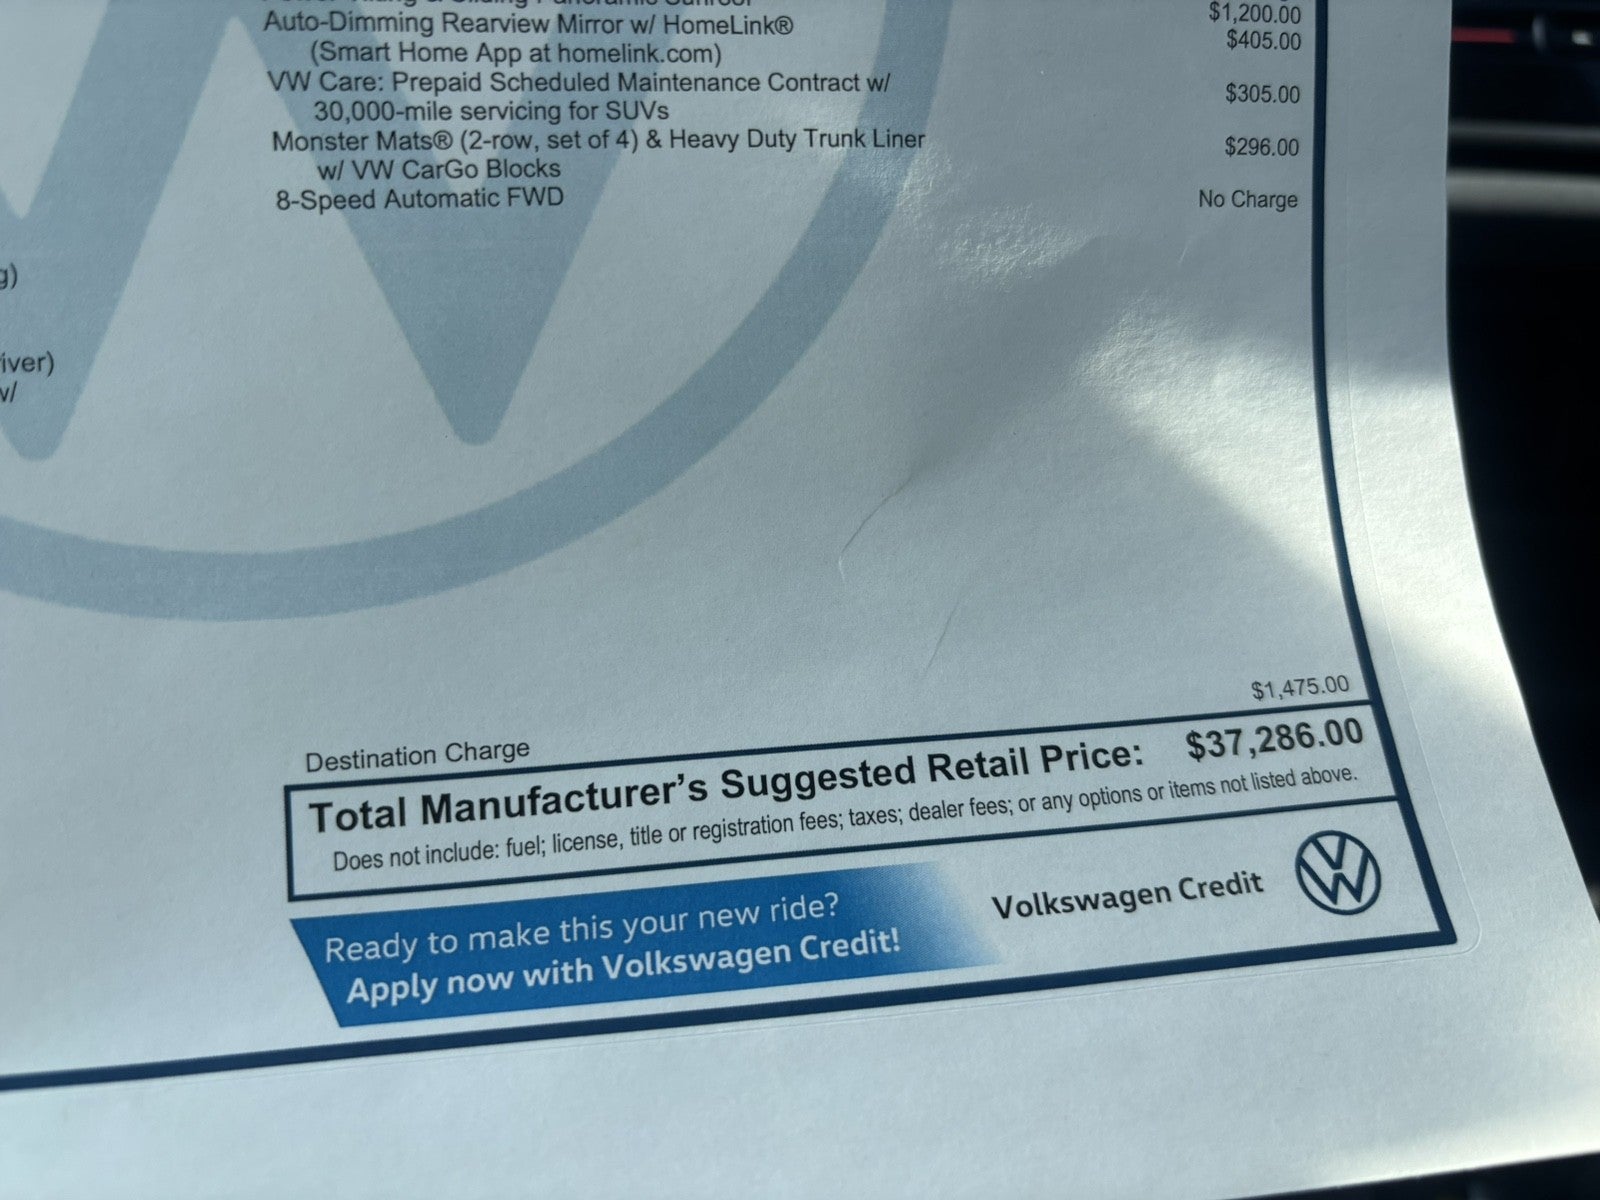 Auto-Dimming Rearview Mirror w/ HomeLink®
(Smart Home App at homelink.com)
VW Care: Prepaid Scheduled Maintenance Contract w/
30,000-mile servicing for SUVs
Monster Mats® (2-row, set of 4) & Heavy Duty Trunk Liner
w/ VW CarGo Blocks
8-Speed Automatic FWD
$1,200.00
$405.00
$305.00
$296.00
No Charge
g)
iver)
w/
Destination Charge $1,475.00
Total Manufacturer's Suggested Retail Price: $37,286.00
Does not include: fuel; license, title or registration fees; taxes; dealer fees; or any options or items not listed above.
Ready to make this your new ride?
Apply now with Volkswagen Credit!
Volkswagen Credit